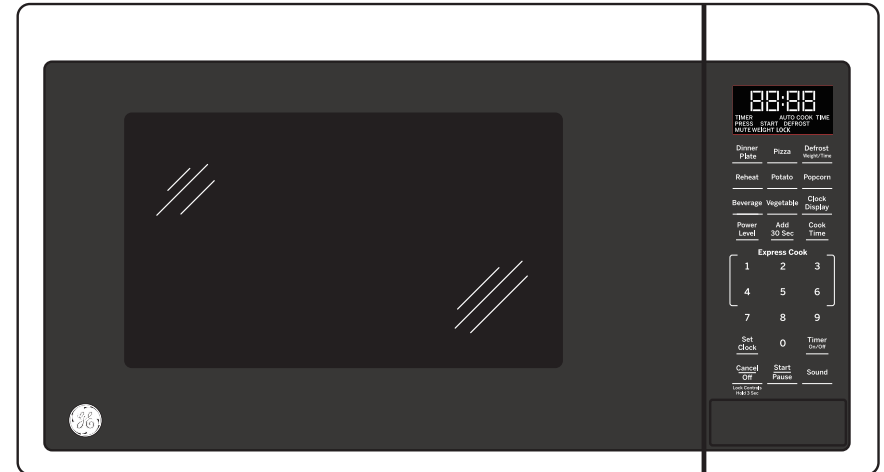 88:88
TIMER AUTO COOK TIME
PRESS START DEFROST
MUTE WEIGHT LOCK
Dinner Plate
Pizza
Defrost Weight/Time
Reheat
Potato
Popcorn
Beverage
Vegetable
Clock Display
Power Level
Add 30 Sec
Cook Time
Express Cook
1 2 3
4 5 6
7 8 9
Set Clock
0
Timer On/Off
Cancel Off
Start Pause
Sound
Lock Controls
Hold 3 Sec
GE